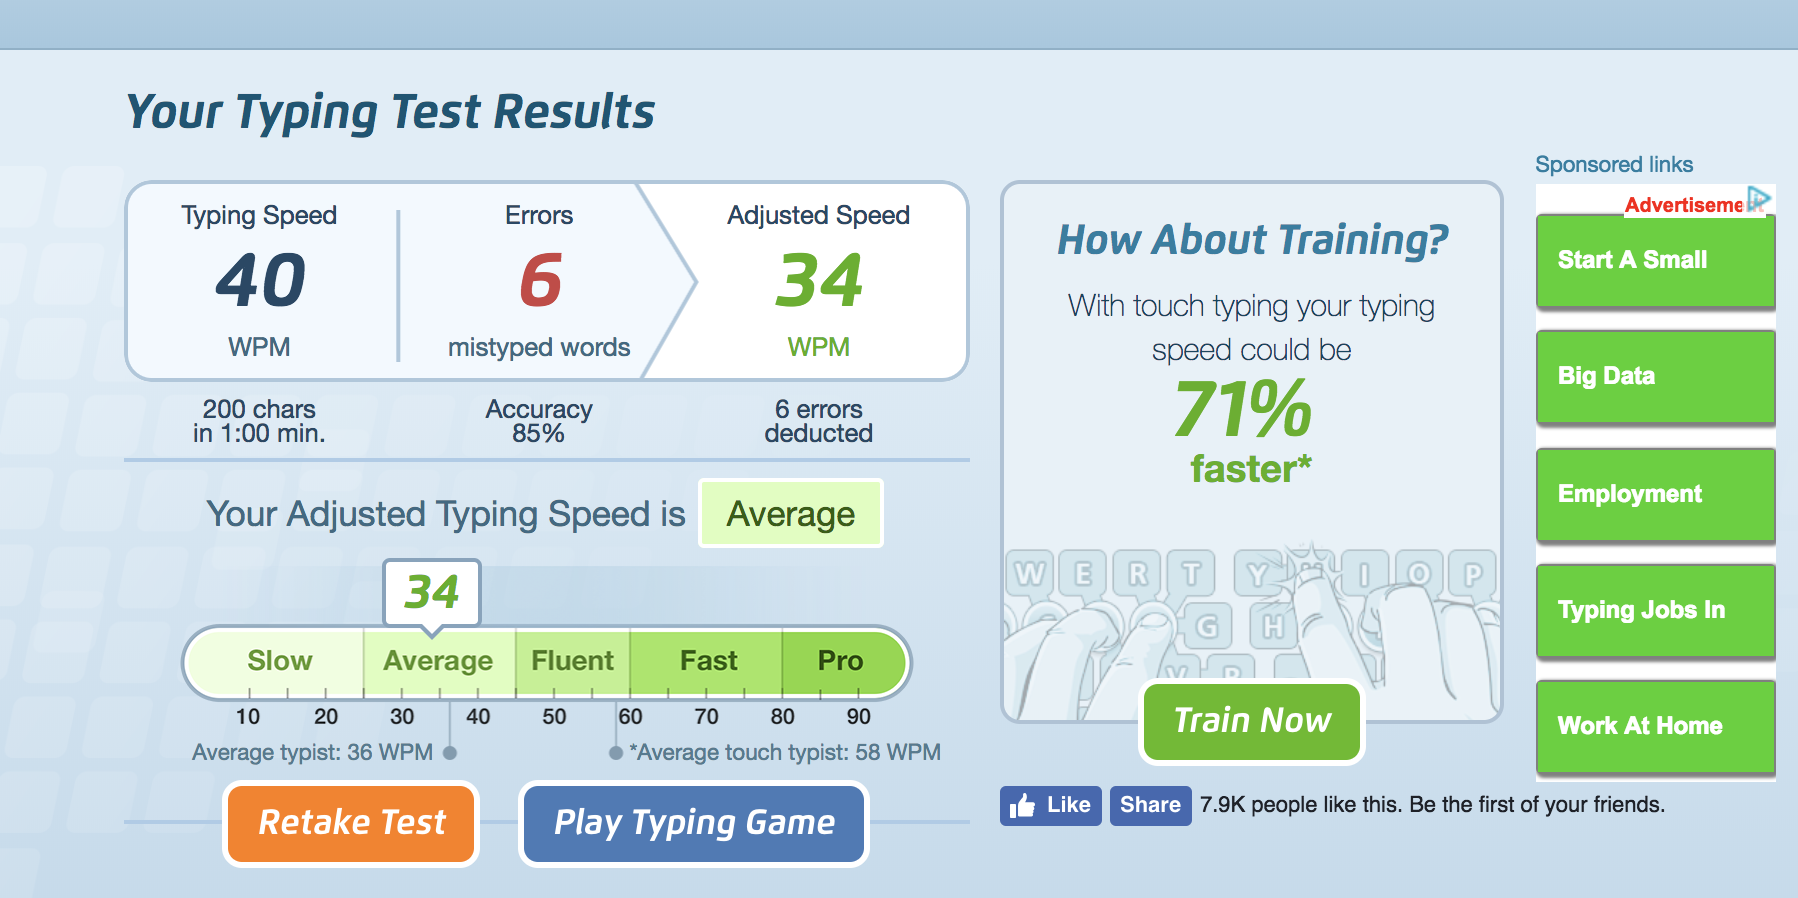 Your Typing Test Results
Typing Speed
40
WPM
Errors
6
mistyped words
Adjusted Speed
34
WPM
200 chars
in 1:00 min.
Accuracy
85%
6 errors
deducted
Your Adjusted Typing Speed is Average
34
Slow Average Fluent Fast Pro
10 20 30 40 50 60 70 80 90
Average typist: 36 WPM
*Average touch typist: 58 WPM
Retake Test
Play Typing Game
How About Training?
With touch typing your typing
speed could be
71%
faster*
W E R T Y I O P
G H
Train Now
Like Share 7.9K people like this. Be the first of your friends.
Sponsored links
Advertisement
Start A Small
Big Data
Employment
Typing Jobs In
Work At Home